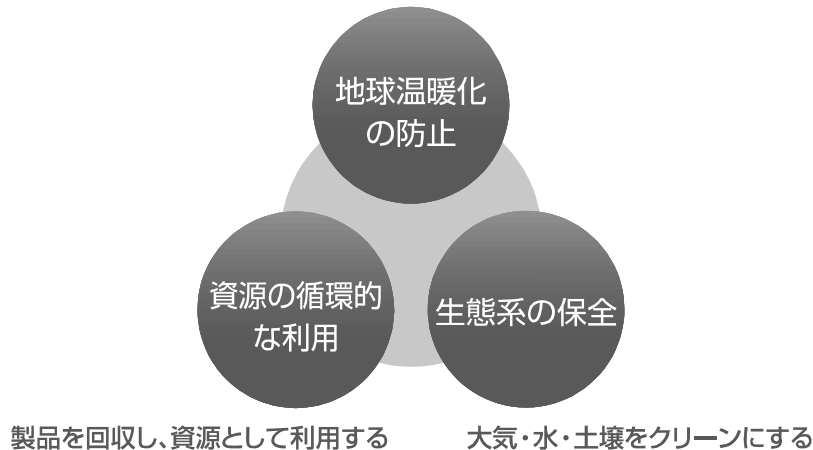 地球温暖化
の防止
資源の循環的
な利用
生態系の保全
製品を回収し、資源として利用する
大気・水・土壌をクリーンにする